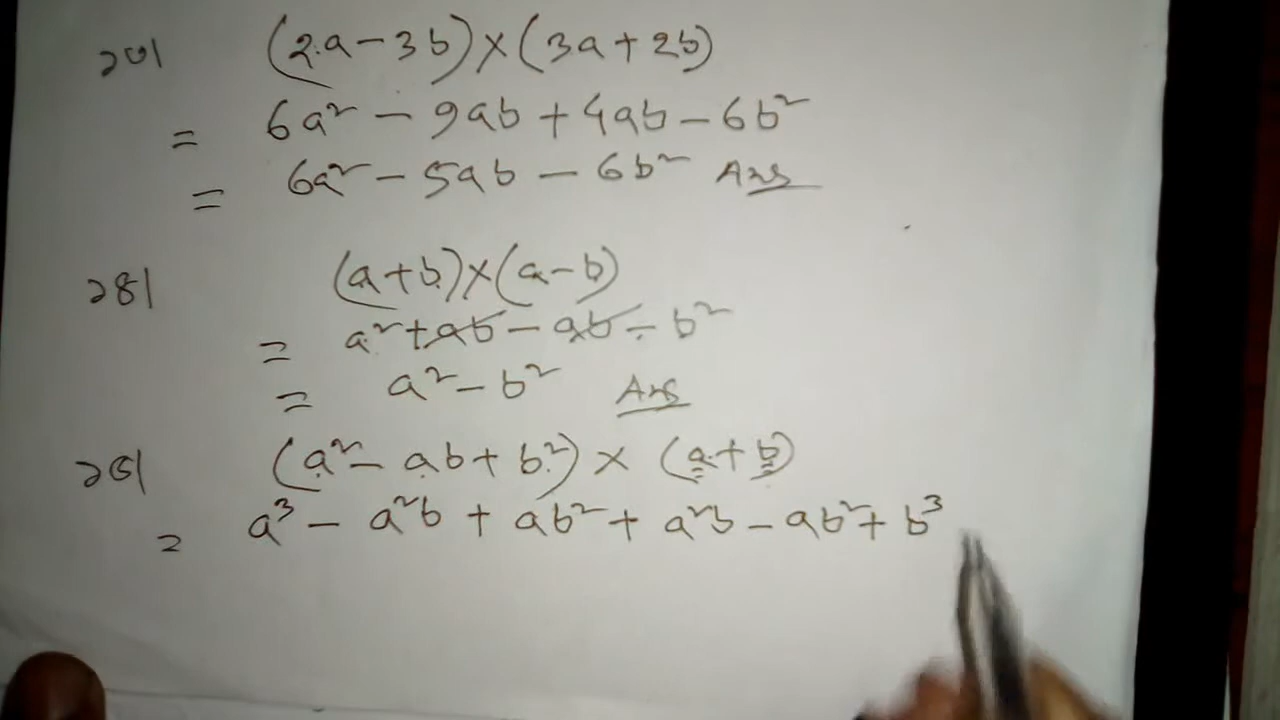 ১৩। (2a-3b)×(3a+2b)
= 6a²-9ab+4ab-6b²
= 6a²-5ab-6b² Ans
১৪। (a+b)×(a-b)
= a²+ab-ab-b²
= a²-b² Ans
১৫। (a²-ab+b²)×(a+b)
= a³-a²b+ab²+a²b-ab²+b³